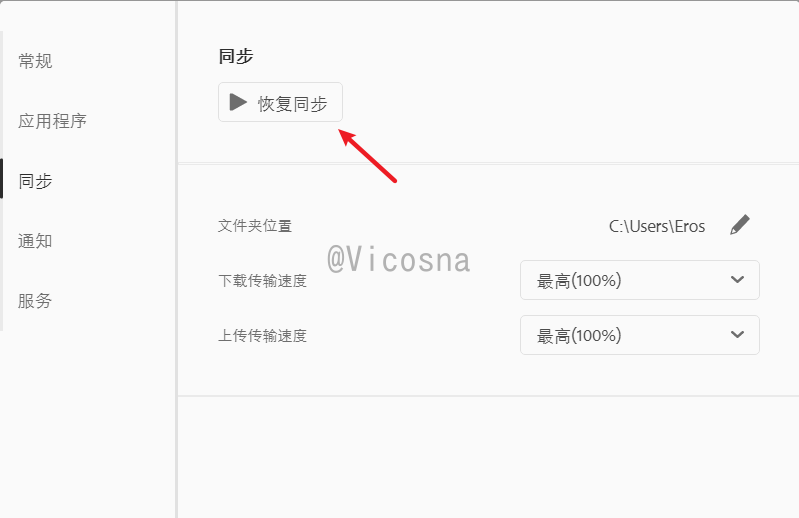 常规
应用程序
同步
通知
服务
同步
恢复同步
文件夹位置 C:\Users\Eros
@Vicosna
下载传输速度 最高(100%)
上传传输速度 最高(100%)